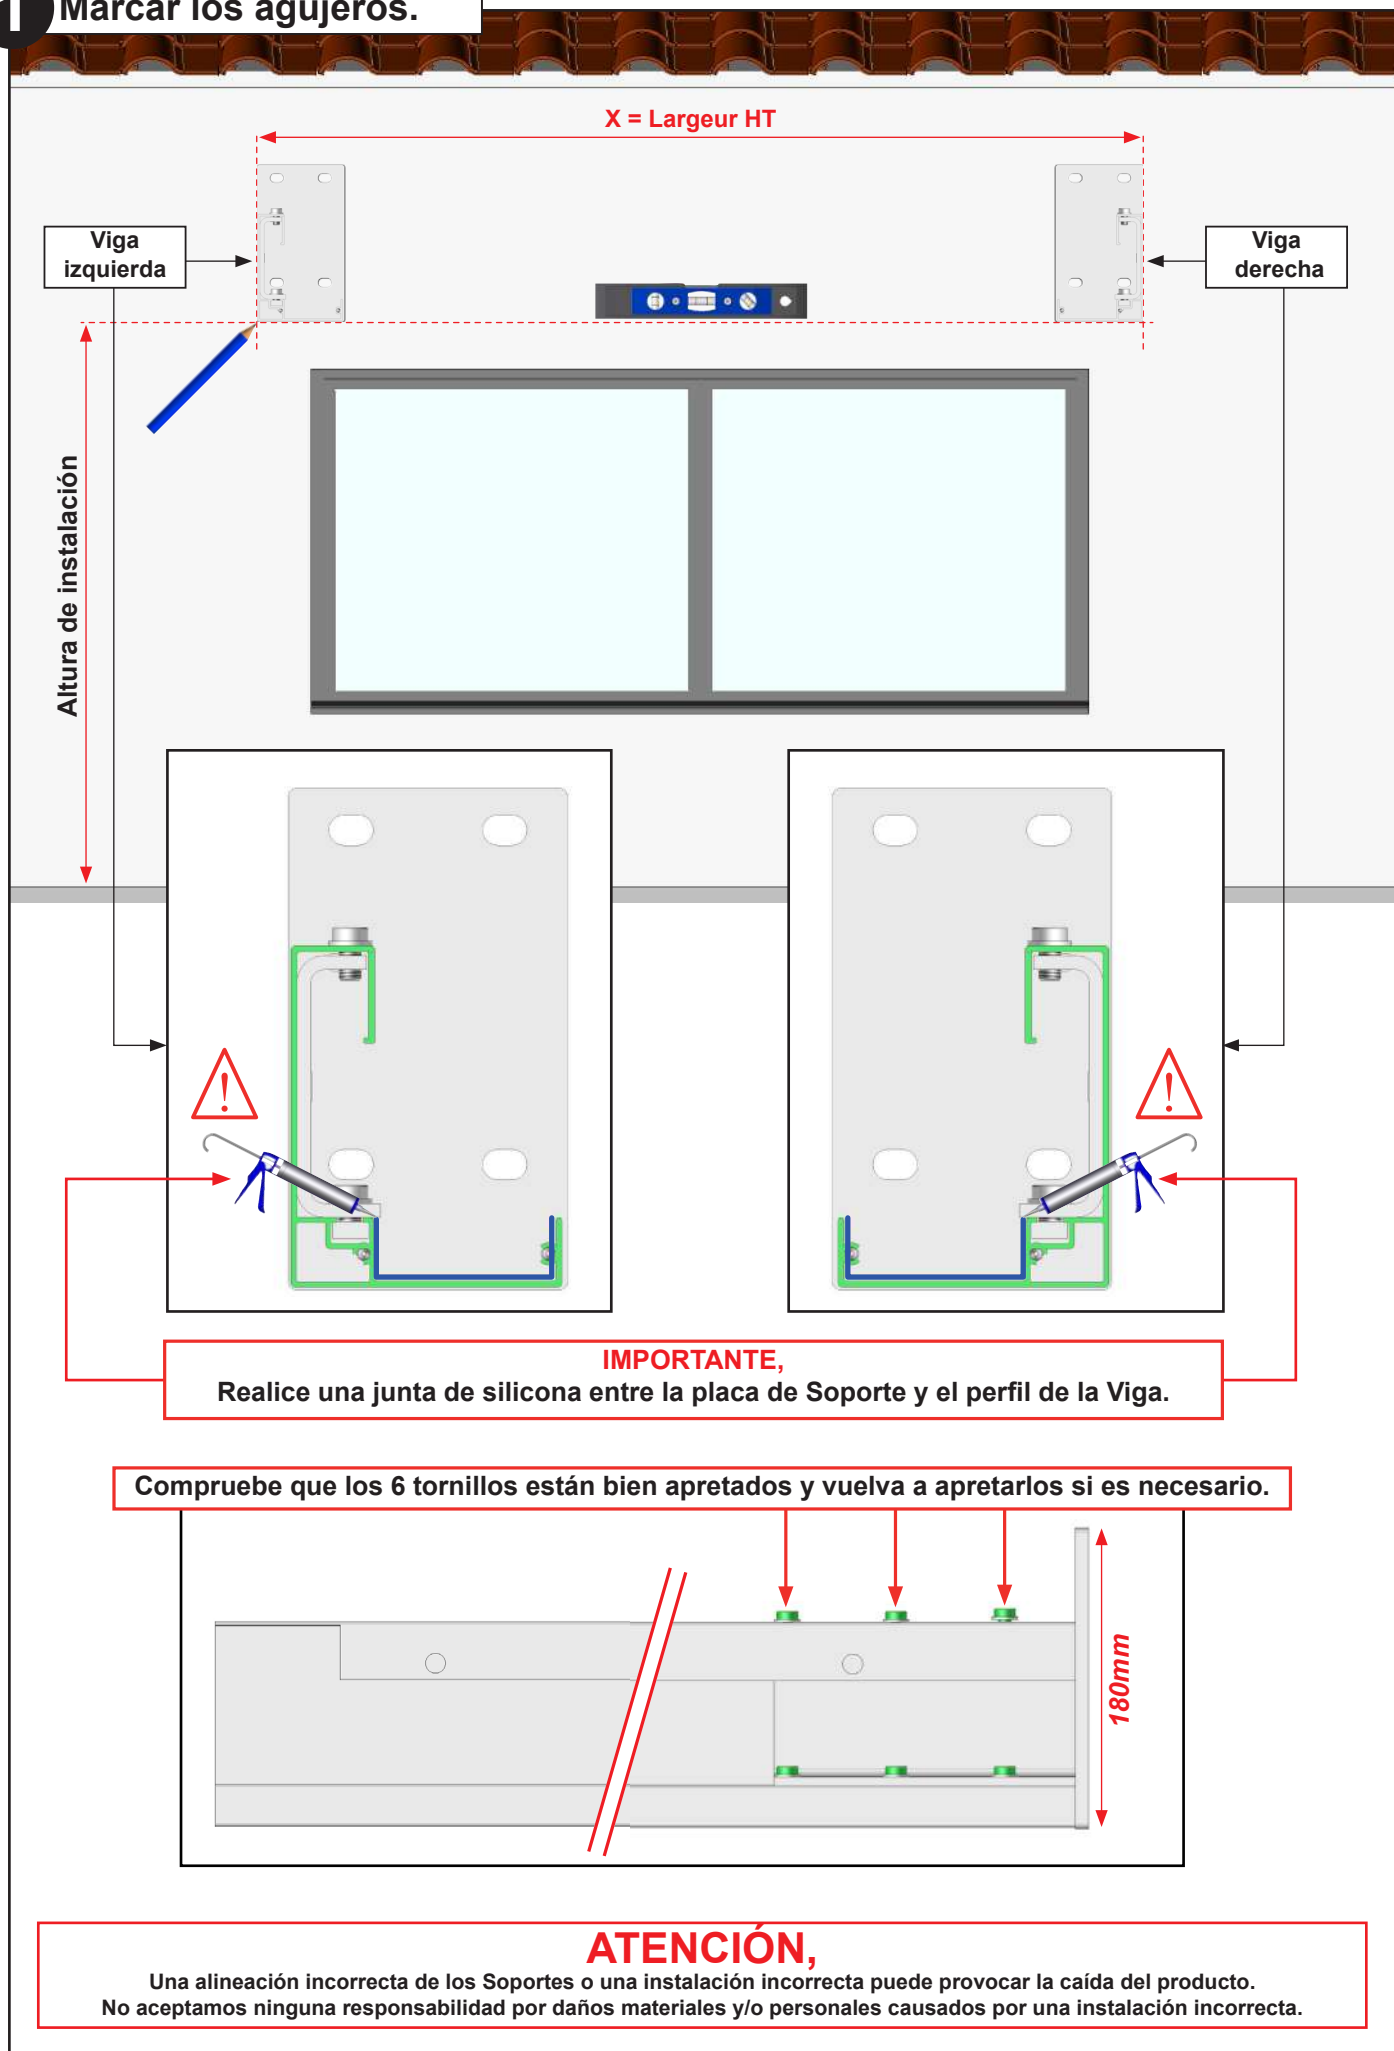 1 Marcar los agujeros.
X = Largeur HT
Viga
izquierda
Viga
derecha
Altura de instalación
IMPORTANTE,
Realice una junta de silicona entre la placa de Soporte y el perfil de la Viga.
Compruebe que los 6 tornillos están bien apretados y vuelva a apretarlos si es necesario.
180mm
ATENCIÓN,
Una alineación incorrecta de los Soportes o una instalación incorrecta puede provocar la caída del producto.
No aceptamos ninguna responsabilidad por daños materiales y/o personales causados por una instalación incorrecta.